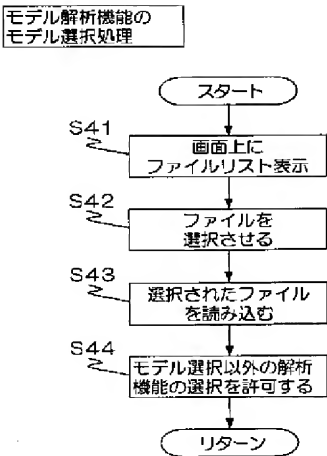 モデル解析機能の
モデル選択処理
スタート
S41
画面上に
ファイルリスト表示
S42
ファイルを
選択させる
S43
選択されたファイル
を読み込む
S44
モデル選択以外の解析
機能の選択を許可する
リターン